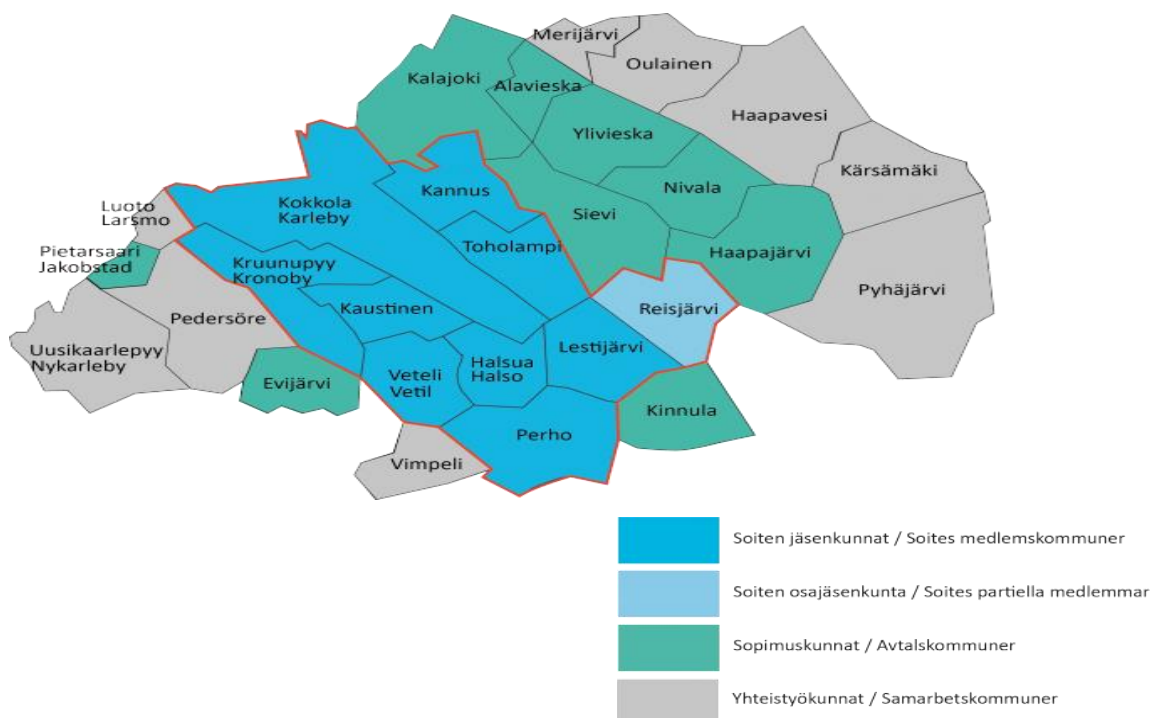 Merijärvi
Oulainen
Kalajoki
Alavieska
Haapavesi
Ylivieska
Kärsämäki
Kannus
Nivala
Kokkola
Karleby
Luoto
Larsmo
Sievi
Toholampi
Pietarsaari
Jakobstad
Haapajärvi
Kruunupyy
Kronoby
Pyhäjärvi
Kaustinen
Reisjärvi
Pedersöre
Uusikaarlepyy
Nykarleby
Lestijärvi
Halsua
Halso
Evijärvi
Veteli
Vetil
Kinnula
Perho
Vimpeli
Soiten jäsenkunnat / Soites medlemskommuner
Soiten osajäsenkunta / Soites partiella medlemmar
Sopimuskunnat / Avtalskommuner
Yhteistyökunnat / Samarbetskommuner